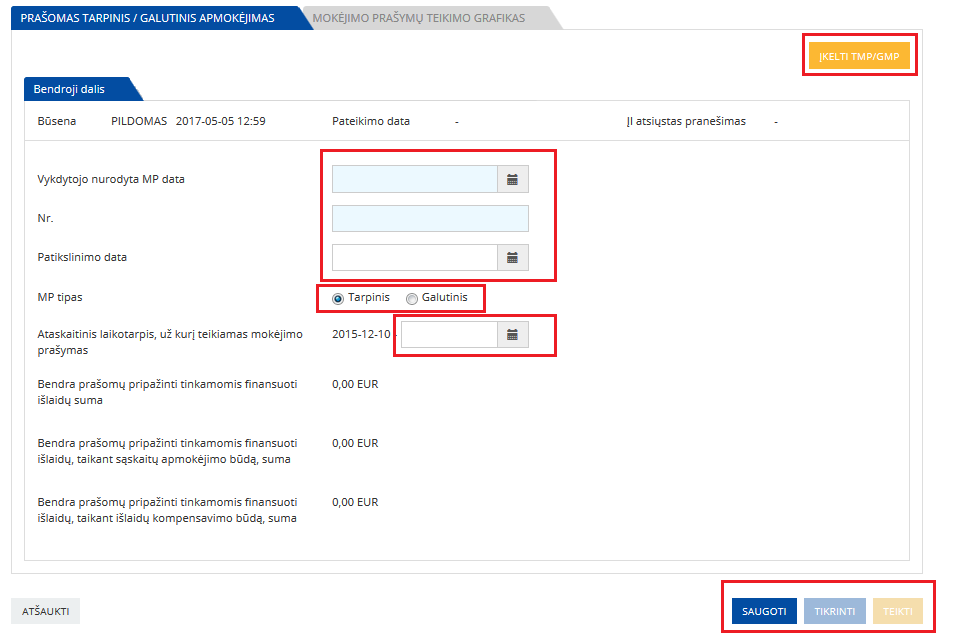 PRAŠOMAS TARPINIS / GALUTINIS APMOKĖJIMAS MOKĖJIMO PRAŠYMŲ TEIKIMO GRAFIKAS
ĮKELTI TMP/GMP
Bendroji dalis
Būsena PILDOMAS 2017-05-05 12:59 Pateikimo data - ĮĮ atsiųstas pranešimas -
Vykdytojo nurodyta MP data
Nr.
Patikslinimo data
MP tipas Tarpinis Galutinis
Ataskaitinis laikotarpis, už kurį teikiamas mokėjimo 2015-12-10 -
prašymas
Bendra prašomų pripažinti tinkamomis finansuoti 0,00 EUR
išlaidų suma
Bendra prašomų pripažinti tinkamomis finansuoti 0,00 EUR
išlaidų, taikant sąskaitų apmokėjimo būdą, suma
Bendra prašomų pripažinti tinkamomis finansuoti 0,00 EUR
išlaidų, taikant išlaidų kompensavimo būdą, suma
ATŠAUKTI SAUGOTI TIKRINTI TEIKTI